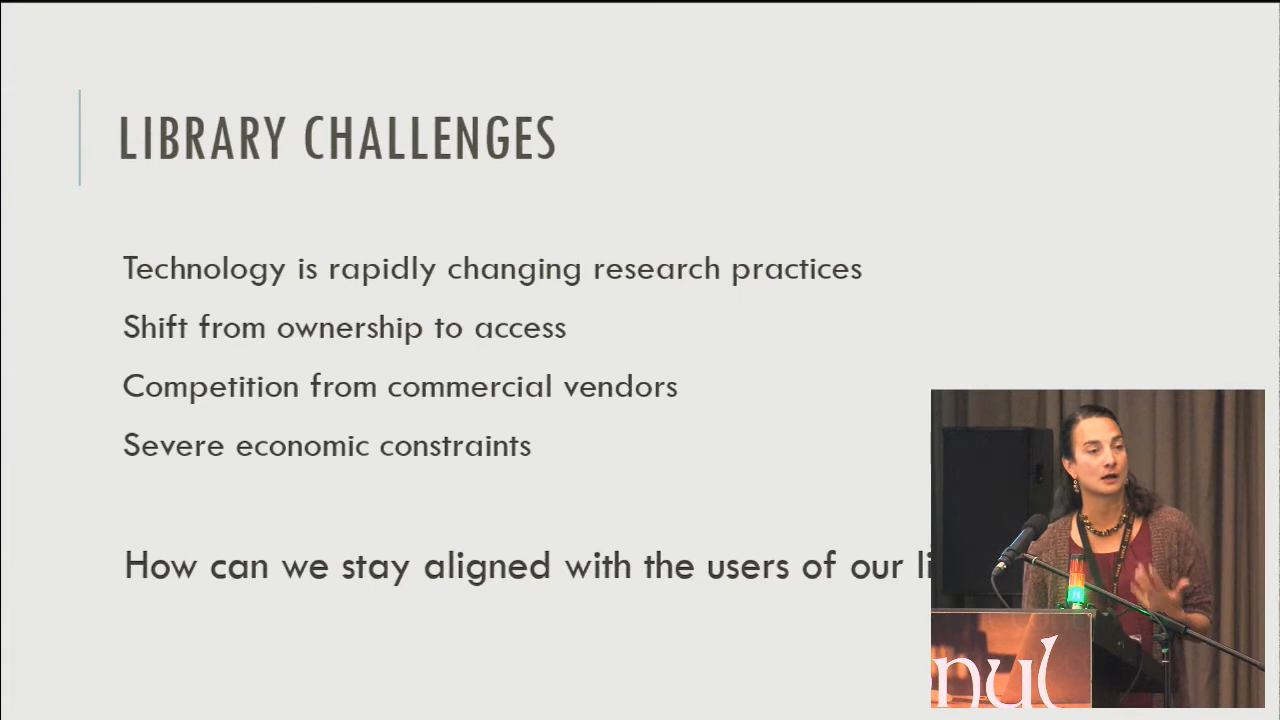 LIBRARY CHALLENGES
Technology is rapidly changing research practices
Shift from ownership to access
Competition from commercial vendors
Severe economic constraints
How can we stay aligned with the users of our li
nul